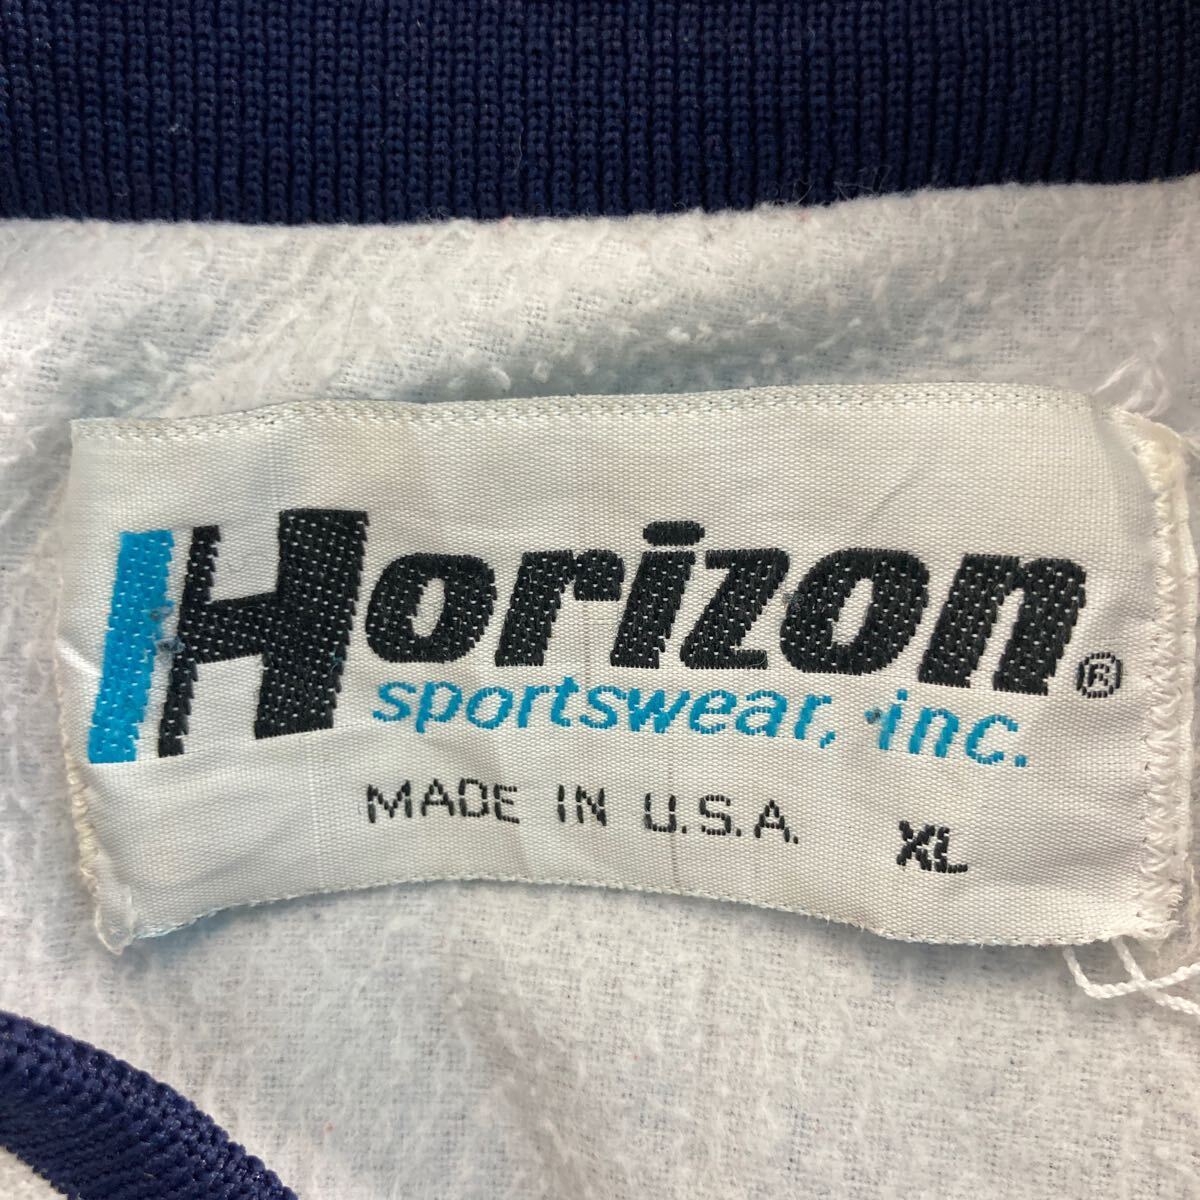 Horizon®
sportswear, inc.
MADE IN U.S.A. XL